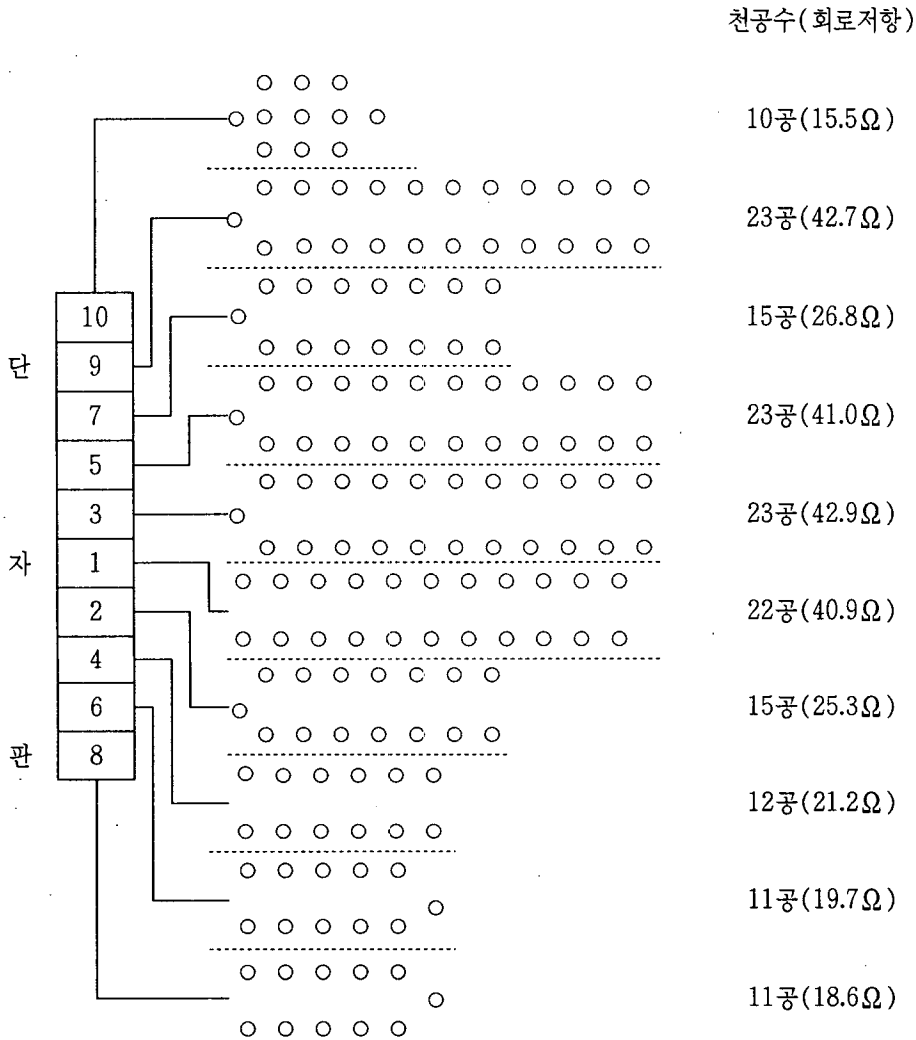 천공수(회로저항)
10공(15.5Ω)
23공(42.7Ω)
15공(26.8Ω)
23공(41.0Ω)
23공(42.9Ω)
22공(40.9Ω)
15공(25.3Ω)
12공(21.2Ω)
11공(19.7Ω)
11공(18.6Ω)
단
자
판
10
9
7
5
3
1
2
4
6
8